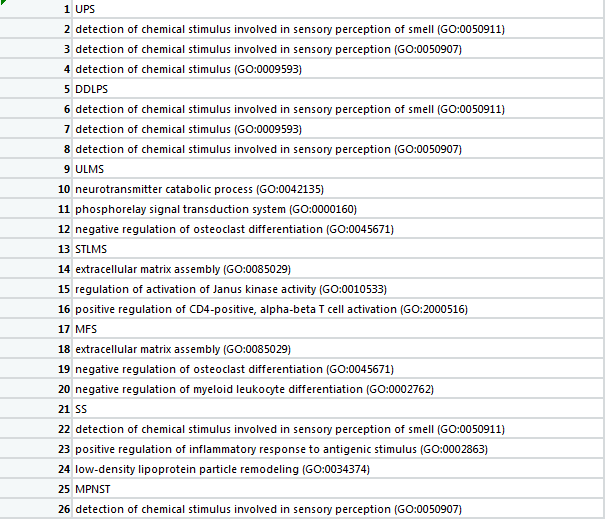 1 UPS
2 detection of chemical stimulus involved in sensory perception of smell (GO:0050911)
3 detection of chemical stimulus involved in sensory perception (GO:0050907)
4 detection of chemical stimulus (GO:0009593)
5 DDLPS
6 detection of chemical stimulus involved in sensory perception of smell (GO:0050911)
7 detection of chemical stimulus (GO:0009593)
8 detection of chemical stimulus involved in sensory perception (GO:0050907)
9 ULMS
10 neurotransmitter catabolic process (GO:0042135)
11 phosphorelay signal transduction system (GO:0000160)
12 negative regulation of osteoclast differentiation (GO:0045671)
13 STLMS
14 extracellular matrix assembly (GO:0085029)
15 regulation of activation of Janus kinase activity (GO:0010533)
16 positive regulation of CD4-positive, alpha-beta T cell activation (GO:2000516)
17 MFS
18 extracellular matrix assembly (GO:0085029)
19 negative regulation of osteoclast differentiation (GO:0045671)
20 negative regulation of myeloid leukocyte differentiation (GO:0002762)
21 SS
22 detection of chemical stimulus involved in sensory perception of smell (GO:0050911)
23 positive regulation of inflammatory response to antigenic stimulus (GO:0002863)
24 low-density lipoprotein particle remodeling (GO:0034374)
25 MPNST
26 detection of chemical stimulus involved in sensory perception (GO:0050907)